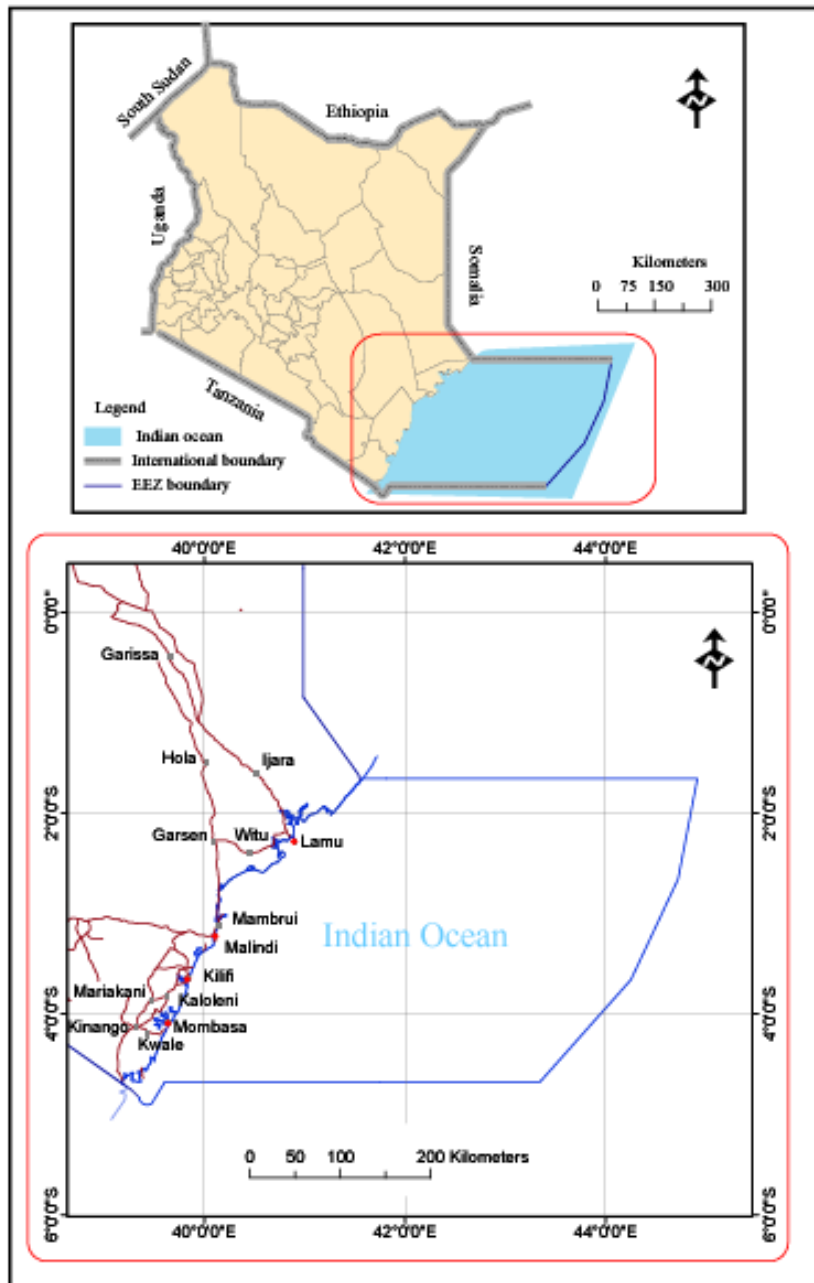 South Sudan
Ethiopia
Uganda
Somalia
Kilometers
0 75 150 300
Tanzania
Legend
Indian ocean
International boundary
EEZ boundary
N
40°0'0"E 42°0'0"E 44°0'0"E
0°0'0" 0°0'0"
N
Garissa
Hola
Ijara
2°0'0"S 2°0'0"S
Garsen
Witu
Lamu
Mambrui
Indian Ocean
Malindi
Kilifi
Mariakani
Kaloleni
4°0'0"S 4°0'0"S
Kinango
Mombasa
Kwale
0 50 100 200 Kilometers
6°0'0"S 6°0'0"S
40°0'0"E 42°0'0"E 44°0'0"E